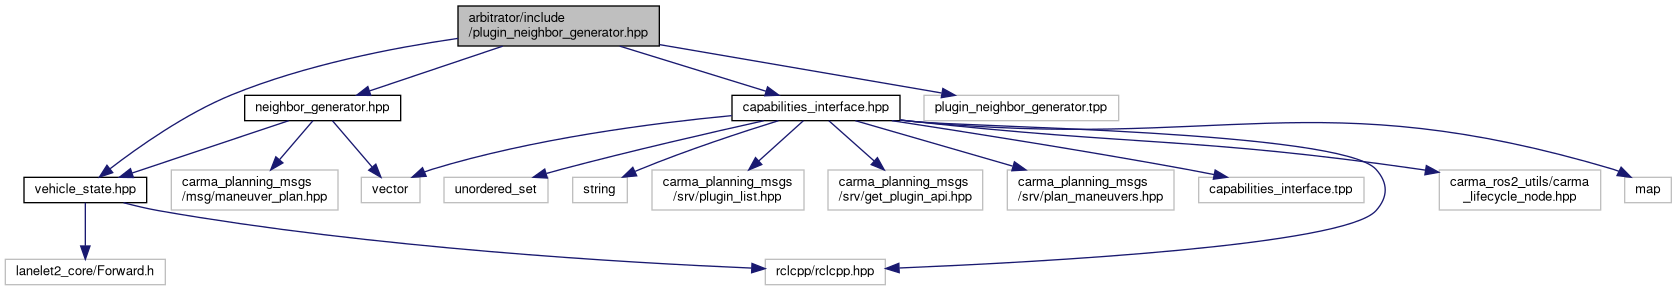 arbitrator/include
/plugin_neighbor_generator.hpp
neighbor_generator.hpp
capabilities_interface.hpp
plugin_neighbor_generator.tpp
vehicle_state.hpp
carma_planning_msgs
/msg/maneuver_plan.hpp
vector
unordered_set
string
carma_planning_msgs
/srv/plugin_list.hpp
carma_planning_msgs
/srv/get_plugin_api.hpp
carma_planning_msgs
/srv/plan_maneuvers.hpp
capabilities_interface.tpp
carma_ros2_utils/carma
_lifecycle_node.hpp
map
lanelet2_core/Forward.h
rclcpp/rclcpp.hpp